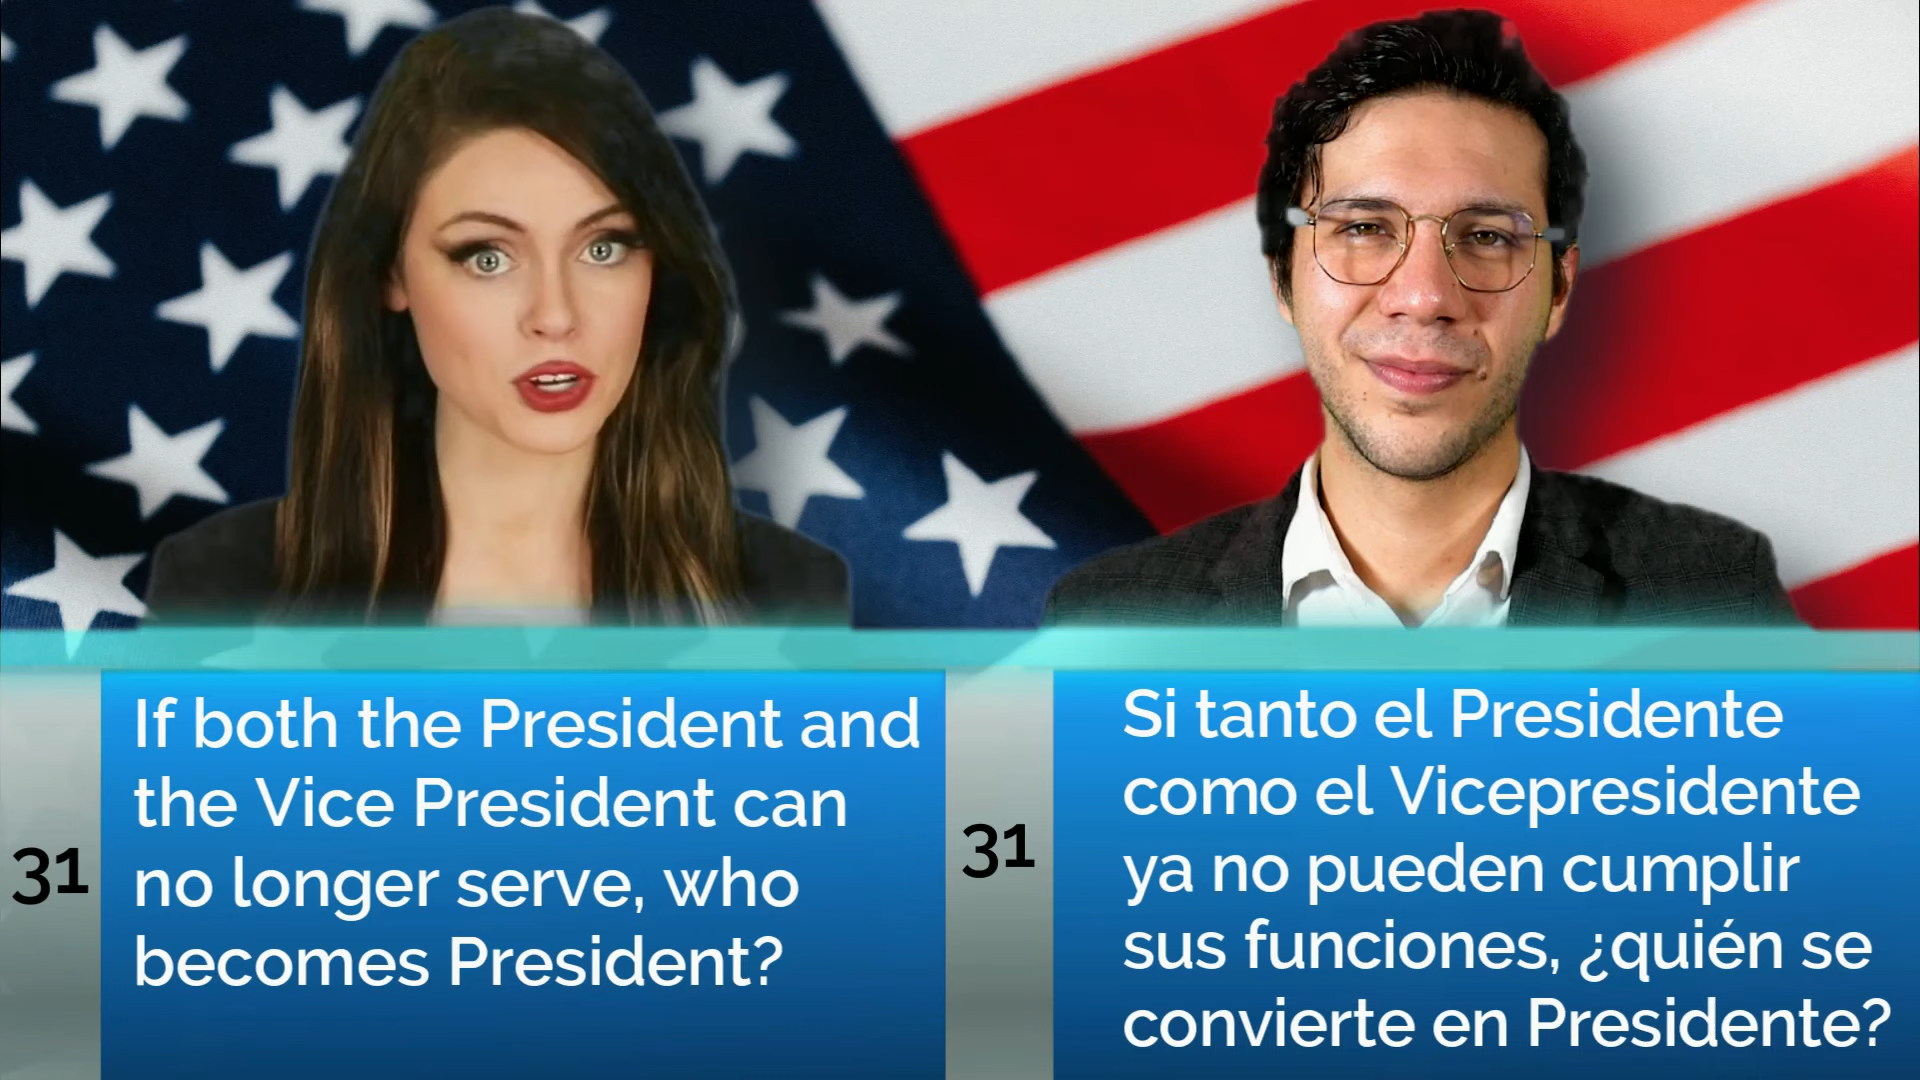 31
If both the President and
the Vice President can
no longer serve, who
becomes President?
31
Si tanto el Presidente
como el Vicepresidente
ya no pueden cumplir
sus funciones, ¿quién se
convierte en Presidente?